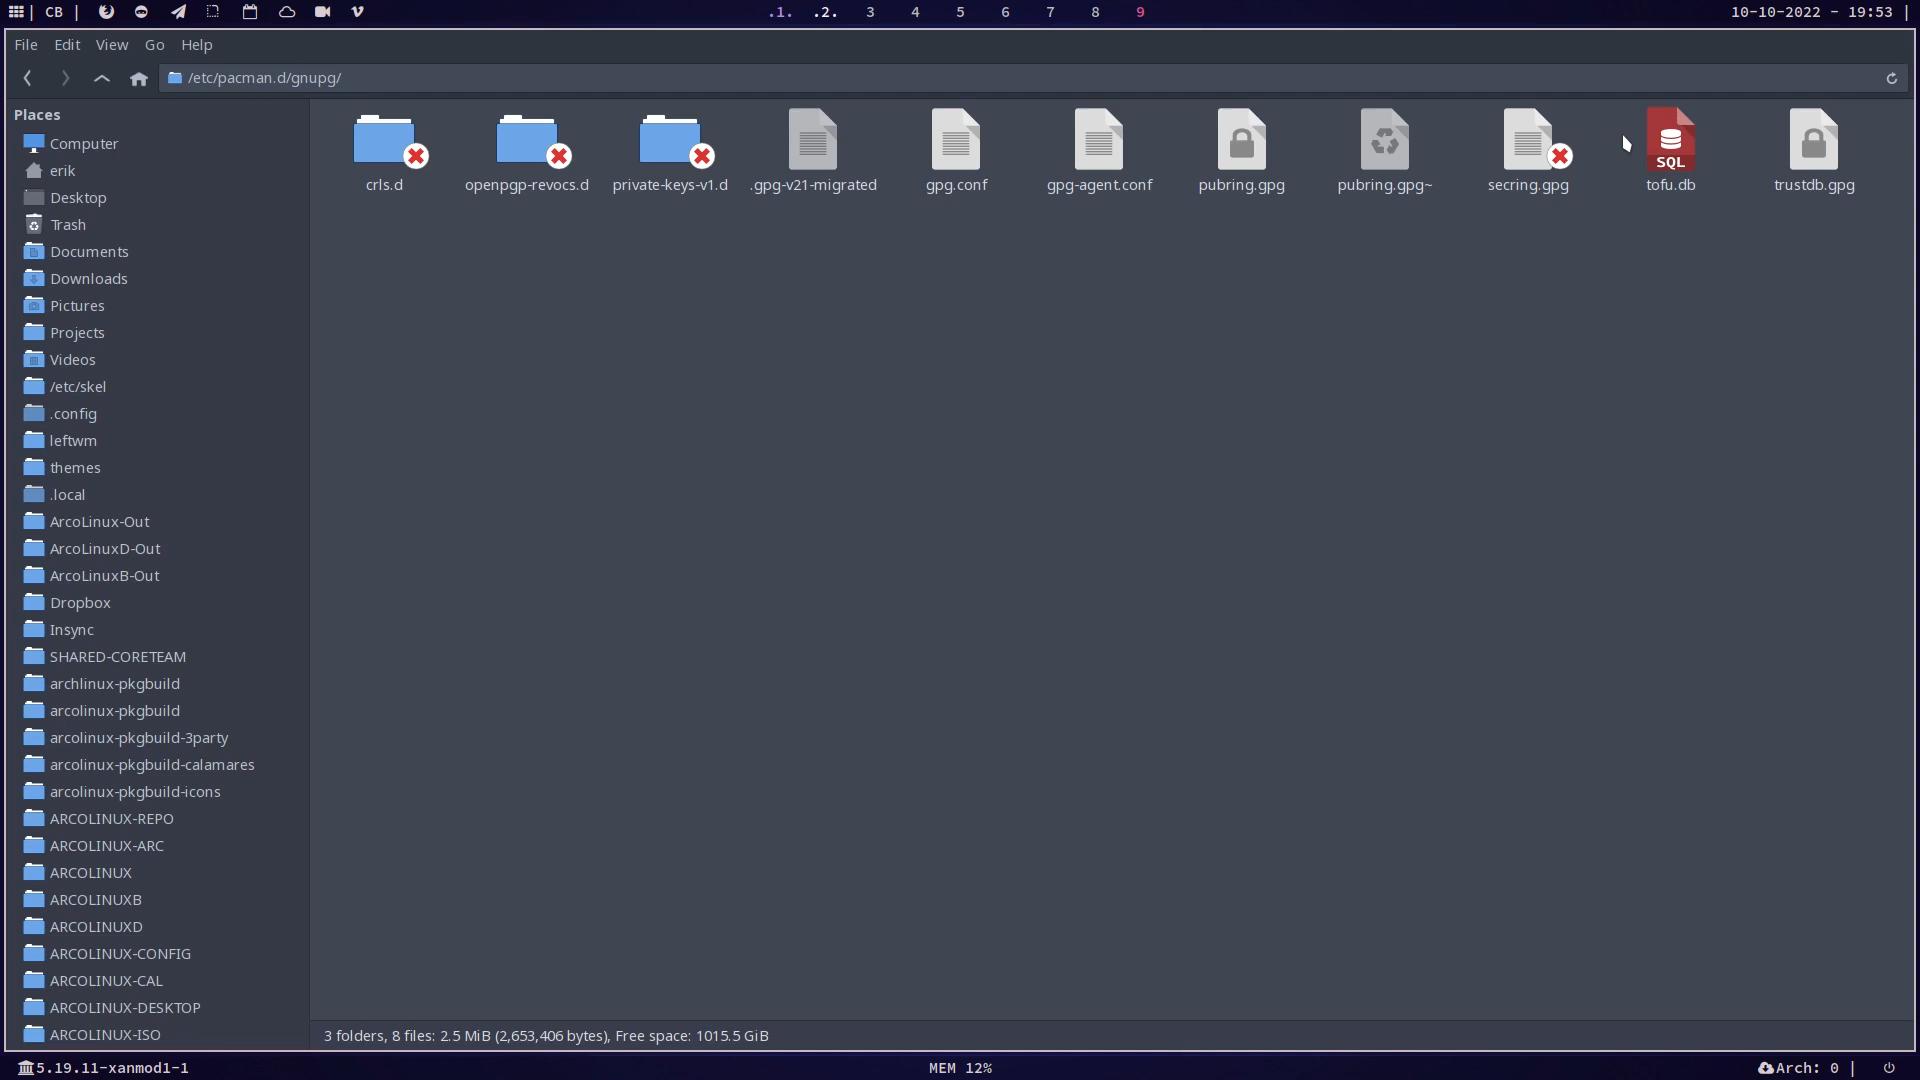 | CB |
.1. .2. 3 4 5 6 7 8 9
10-10-2022 - 19:53 |
File Edit View Go Help
/etc/pacman.d/gnupg/
Places
Computer
erik
Desktop
Trash
Documents
Downloads
Pictures
Projects
Videos
/etc/skel
.config
leftwm
themes
.local
ArcoLinux-Out
ArcoLinuxD-Out
ArcoLinuxB-Out
Dropbox
Insync
SHARED-CORETEAM
archlinux-pkgbuild
arcolinux-pkgbuild
arcolinux-pkgbuild-3party
arcolinux-pkgbuild-calamares
arcolinux-pkgbuild-icons
ARCOLINUX-REPO
ARCOLINUX-ARC
ARCOLINUX
ARCOLINUXB
ARCOLINUXD
ARCOLINUX-CONFIG
ARCOLINUX-CAL
ARCOLINUX-DESKTOP
ARCOLINUX-ISO
SQL
crls.d openpgp-revocs.d private-keys-v1.d .gpg-v21-migrated gpg.conf gpg-agent.conf pubring.gpg pubring.gpg~ secring.gpg tofu.db trustdb.gpg
3 folders, 8 files: 2.5 MiB (2,653,406 bytes), Free space: 1015.5 GiB
5.19.11-xanmod1-1
MEM 12%
Arch: 0 |